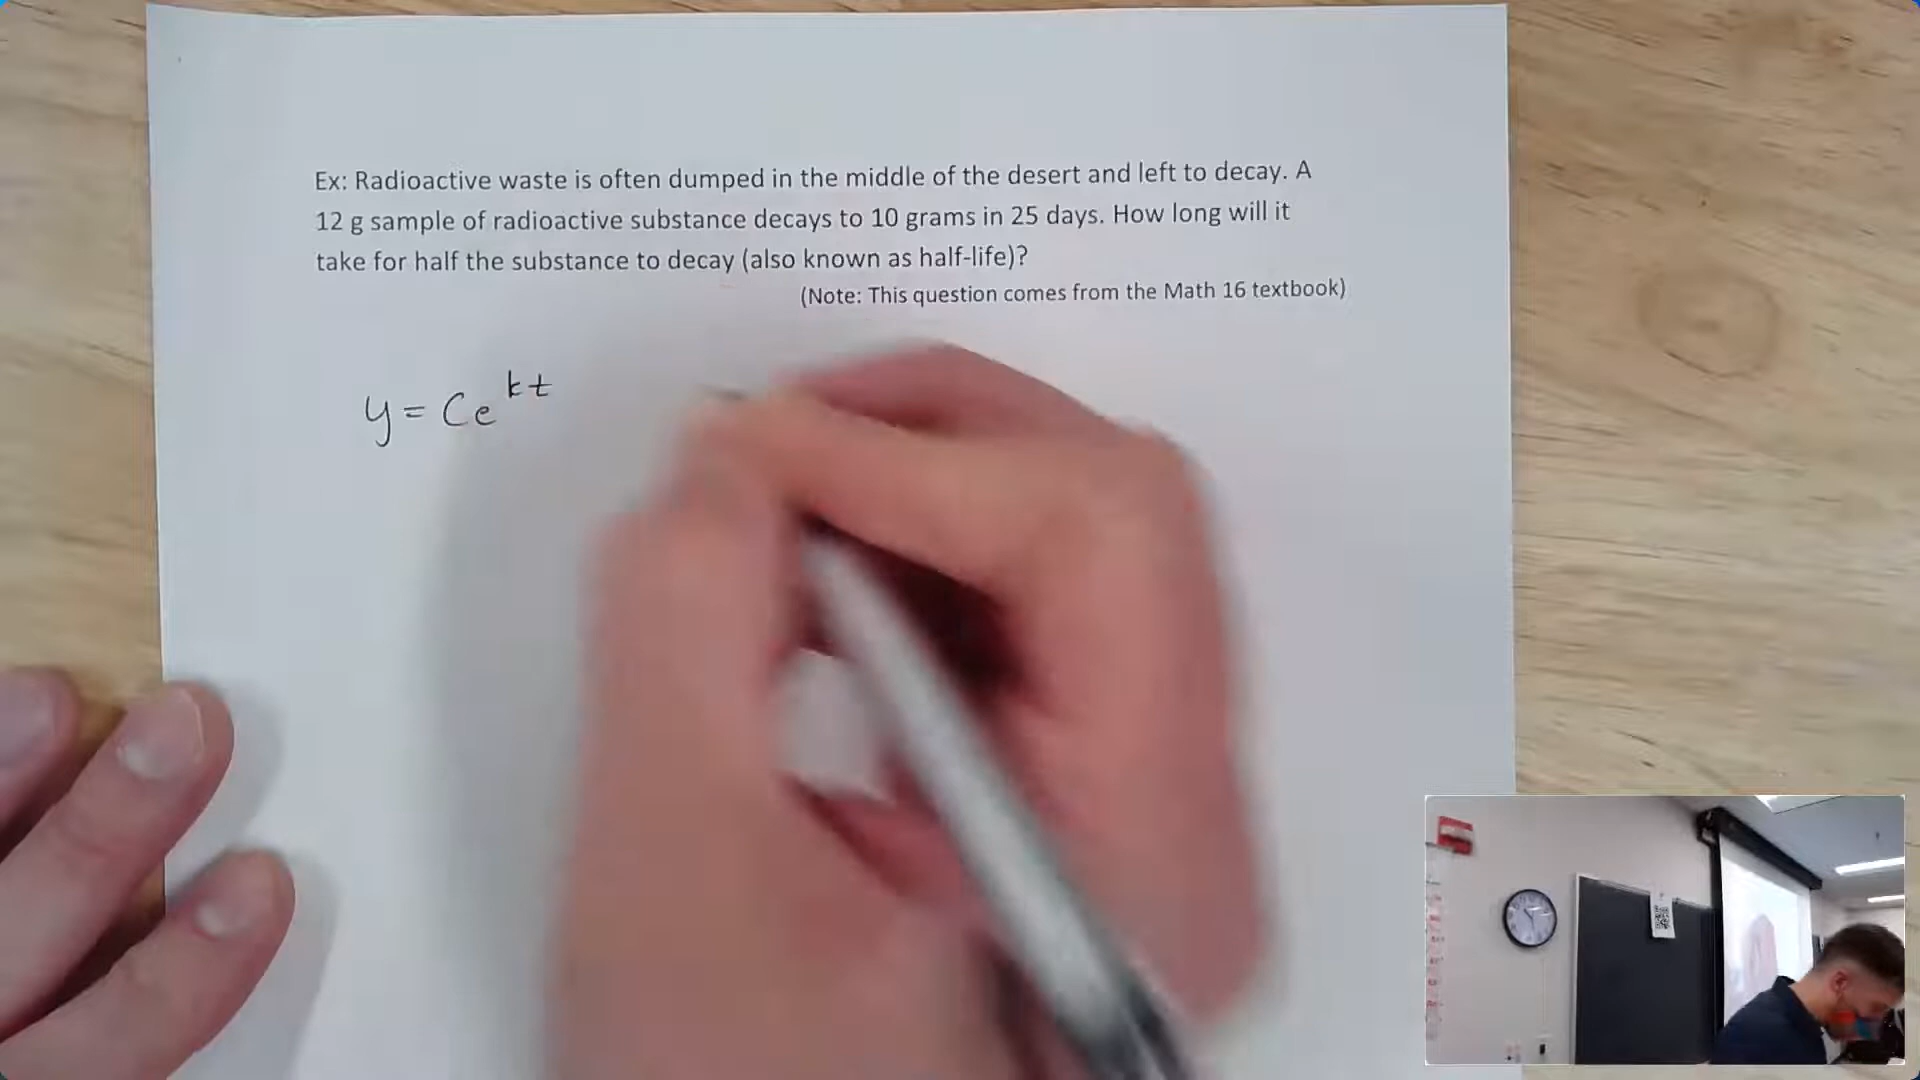 Ex: Radioactive waste is often dumped in the middle of the desert and left to decay. A
12 g sample of radioactive substance decays to 10 grams in 25 days. How long will it
take for half the substance to decay (also known as half-life)?
(Note: This question comes from the Math 16 textbook)
y = Ce^{kt}